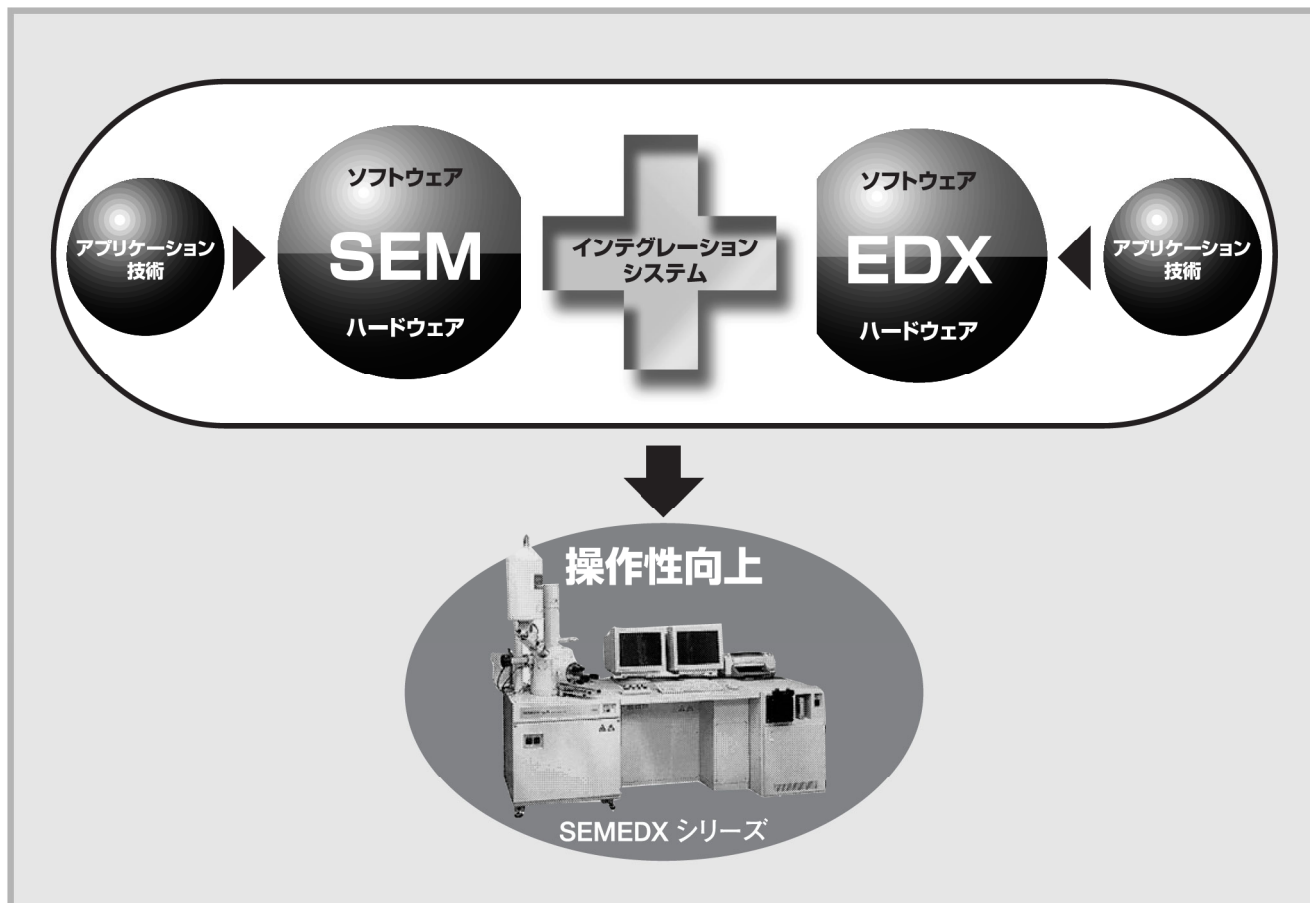 アプリケーション
技術
ソフトウェア
SEM
ハードウェア
インテグレーション
システム
ソフトウェア
EDX
ハードウェア
アプリケーション
技術
操作性向上
SEMEDX シリーズ